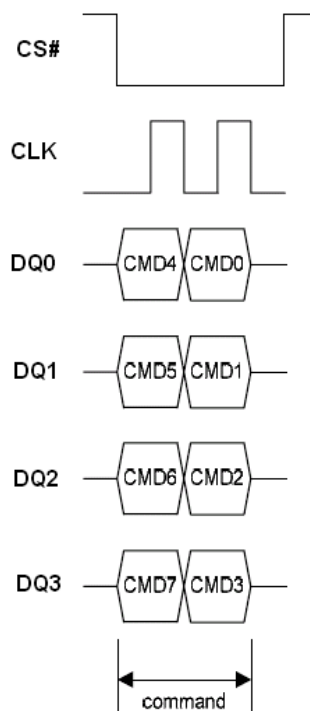 CS#
CLK
DQ0 CMD4 CMD0
DQ1 CMD5 CMD1
DQ2 CMD6 CMD2
DQ3 CMD7 CMD3
command